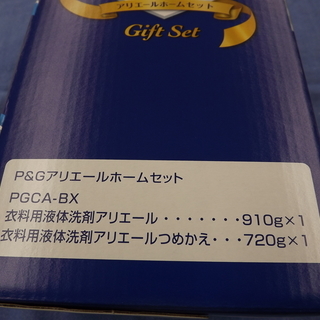 アリエールホームセット
Gift Set
P&Gアリエールホームセット
PGCA-BX
衣料用液体洗剤アリエール・・・・・・・910g×1
衣料用液体洗剤アリエールつめかえ・・・720g×1